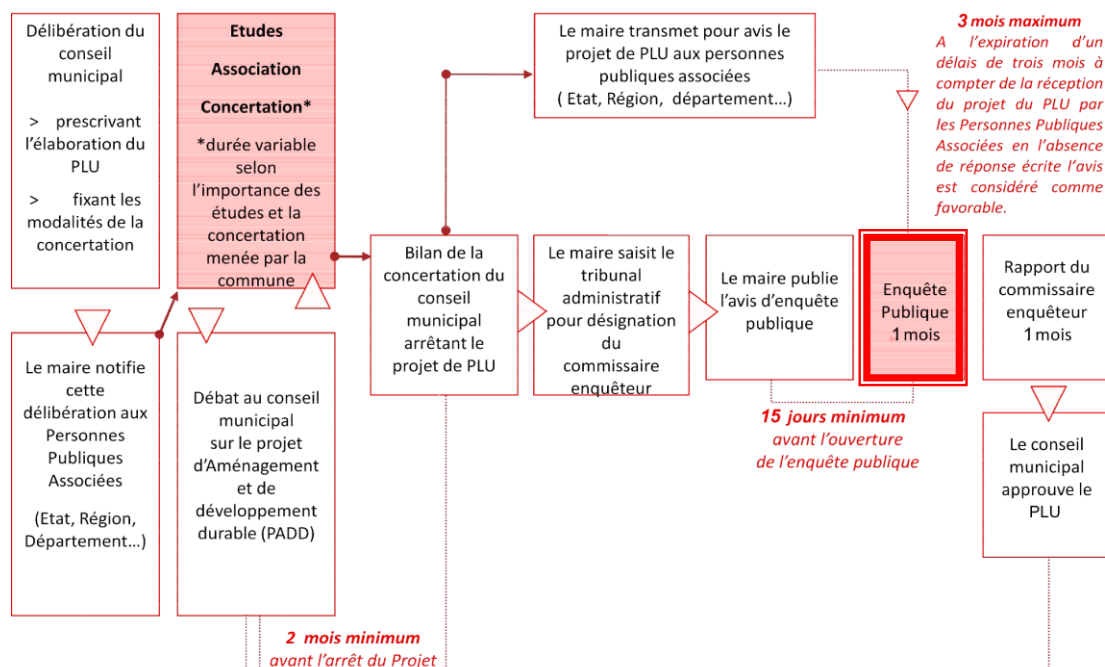 Délibération du
conseil
municipal
> prescrivant
l'élaboration du
PLU
> fixant les
modalités de la
concertation
Le maire notifie
cette
délibération aux
Personnes
Publiques
Associées
(Etat, Région,
Département...)
Etudes
Association
Concertation*
*durée variable
selon
l'importance des
études et la
concertation
menée par la
commune
Débat au conseil
municipal
sur le projet
d'Aménagement
et de
développement
durable (PADD)
2 mois minimum
avant l'arrêt du Projet
Bilan de la
concertation du
conseil
municipal
arrêtant le
projet de PLU
Le maire transmet pour avis le
projet de PLU aux personnes
publiques associées
( Etat, Région, département...)
Le maire saisit le
tribunal
administratif
pour désignation
du
commissaire
enquêteur
Le maire publie
l'avis d'enquête
publique
15 jours minimum
avant l'ouverture
de l'enquête publique
Enquête
Publique
1 mois
3 mois maximum
A l'expiration d'un
délais de trois mois à
compter de la réception
du projet du PLU par
les Personnes Publiques
Associées en l'absence
de réponse écrite l'avis
est considéré comme
favorable.
Rapport du
commissaire
enquêteur
1 mois
Le conseil
municipal
approuve le
PLU